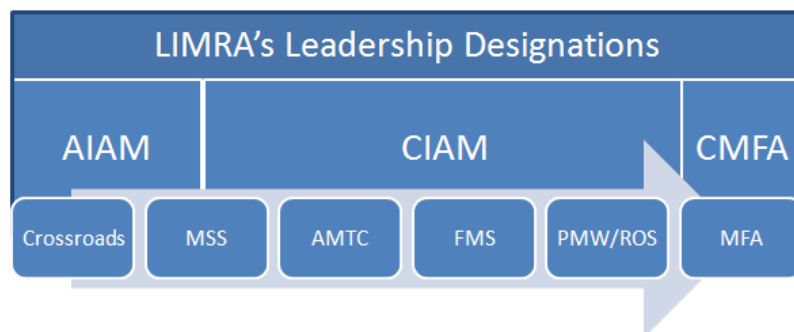 LIMRA's Leadership Designations
AIAM CIAM CMFA
Crossroads MSS AMTC FMS PMW/ROS MFA